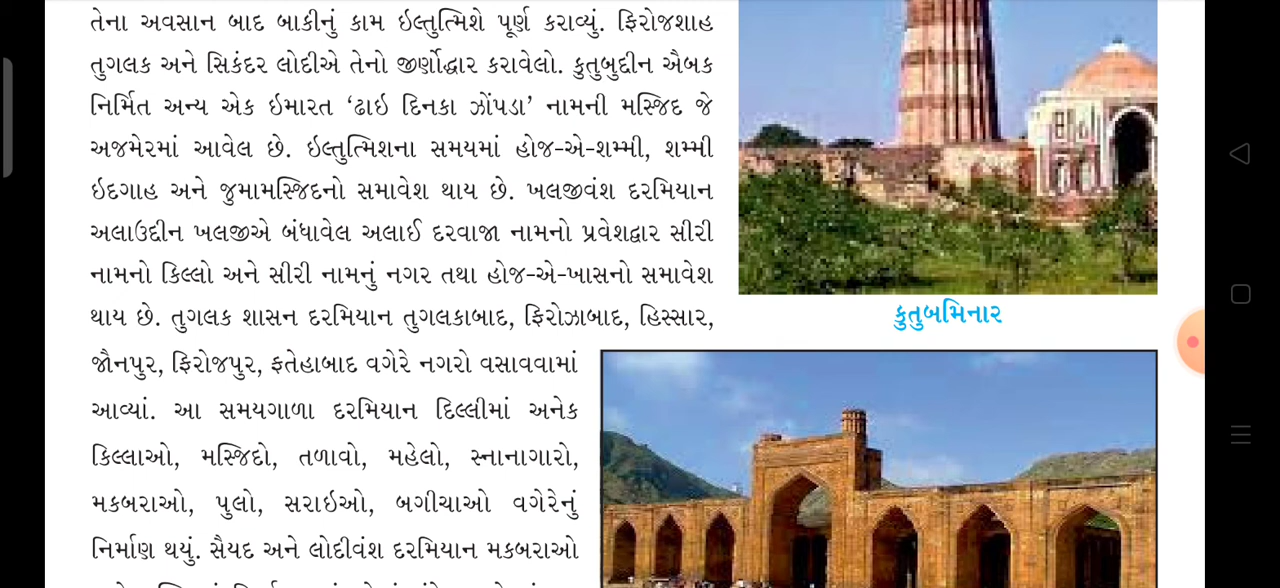 તેના અવસાન બાદ બાકીનું કામ ઇલ્તુત્મિશે પૂર્ણ કરાવ્યું. ફિરોજશાહ
તુગલક અને સિકંદર લોદીએ તેનો જીર્ણોદ્ધાર કરાવેલો. કુતુબુદ્દીન ઐબક
નિર્મિત અન્ય એક ઇમારત ‘ઢાઇ દિનકા ઝોંપડા’ નામની મસ્જિદ જે
અજમેરમાં આવેલ છે. ઇલ્તુત્મિશના સમયમાં હોજ-એ-શમ્મી, શમ્મી
ઇદગાહ અને જુમામસ્જિદનો સમાવેશ થાય છે. ખલજીવંશ દરમિયાન
અલાઉદ્દીન ખલજીએ બંધાવેલ અલાઈ દરવાજા નામનો પ્રવેશદ્વાર સીરી
નામનો કિલ્લો અને સીરી નામનું નગર તથા હોજ-એ-ખાસનો સમાવેશ
થાય છે. તુગલક શાસન દરમિયાન તુગલકાબાદ, ફિરોઝાબાદ, હિસ્સાર,
જૌનપુર, ફિરોજપુર, ફતેહાબાદ વગેરે નગરો વસાવવામાં
આવ્યાં. આ સમયગાળા દરમિયાન દિલ્લીમાં અનેક
કિલ્લાઓ, મસ્જિદો, તળાવો, મહેલો, સ્નાનાગારો,
મકબરાઓ, પુલો, સરાઇઓ, બગીચાઓ વગેરેનું
નિર્માણ થયું. સૈયદ અને લોદીવંશ દરમિયાન મકબરાઓ
કુતુબમિનાર